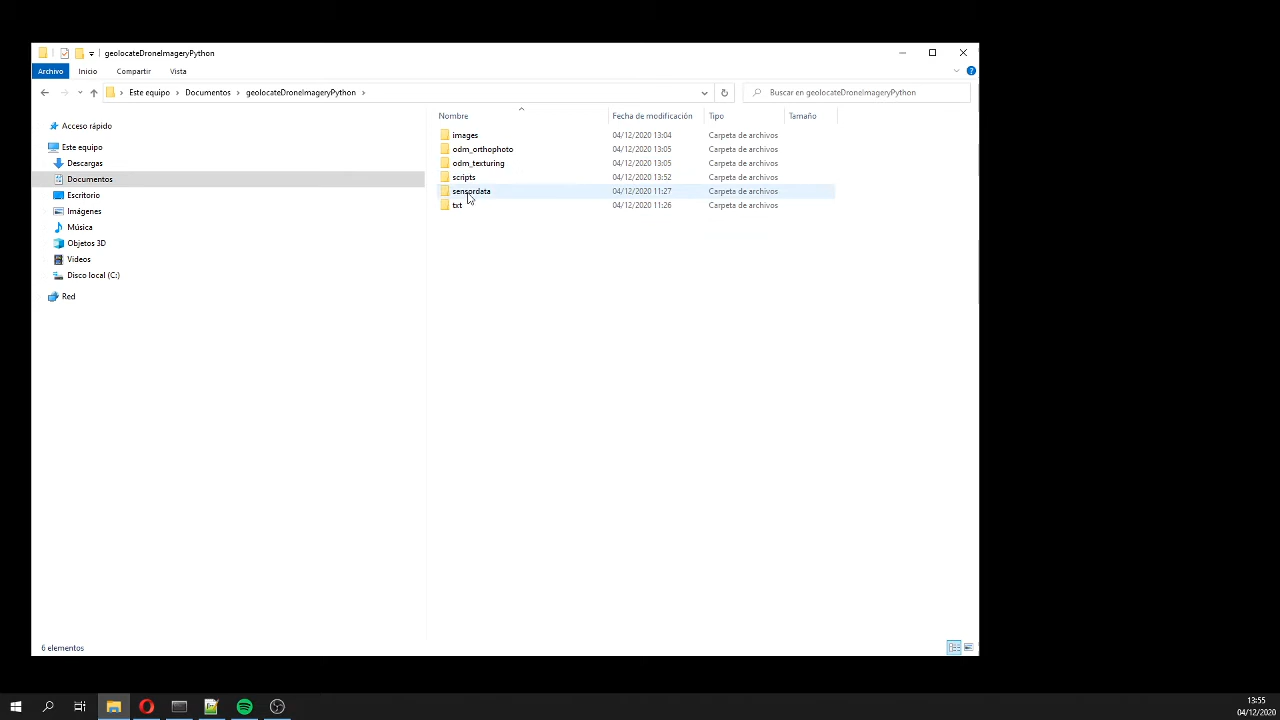 geolocateDroneImageryPython
Archivo Inicio Compartir Vista
Este equipo Documentos geolocateDroneImageryPython
Buscar en geolocateDroneImageryPython
Acceso rápido
Este equipo
Descargas
Documentos
Escritorio
Imágenes
Música
Objetos 3D
Vídeos
Disco local (C:)
Red
Nombre Fecha de modificación Tipo Tamaño
images 04/12/2020 13:04 Carpeta de archivos
odm_orthophoto 04/12/2020 13:05 Carpeta de archivos
odm_texturing 04/12/2020 13:05 Carpeta de archivos
scripts 04/12/2020 13:52 Carpeta de archivos
sensordata 04/12/2020 11:27 Carpeta de archivos
txt 04/12/2020 11:26 Carpeta de archivos
6 elementos
13:55
04/12/2020